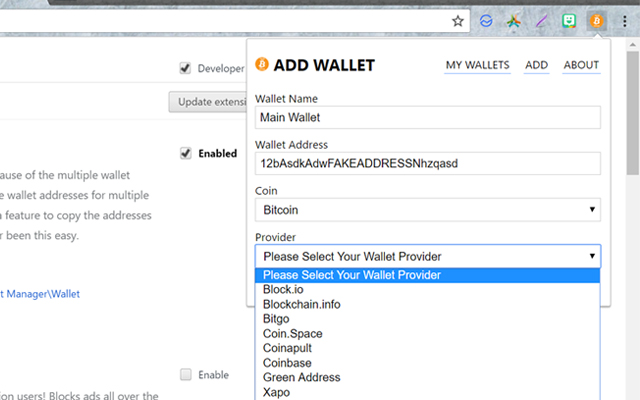 Developer
Update extensi
Enabled
ause of the multiple wallet
e wallet addresses for multiple
a feature to copy the addresses
r been this easy.
t Manager\Wallet
Enable
ion users! Blocks ads all over the
ADD WALLET
MY WALLETS
ADD
ABOUT
Wallet Name
Main Wallet
Wallet Address
12bAsdkAdwFAKEADDRESSNhzqasd
Coin
Bitcoin
Provider
Please Select Your Wallet Provider
Please Select Your Wallet Provider
Block.io
Blockchain.info
Bitgo
Coin.Space
Coinapult
Coinbase
Green Address
Xapo